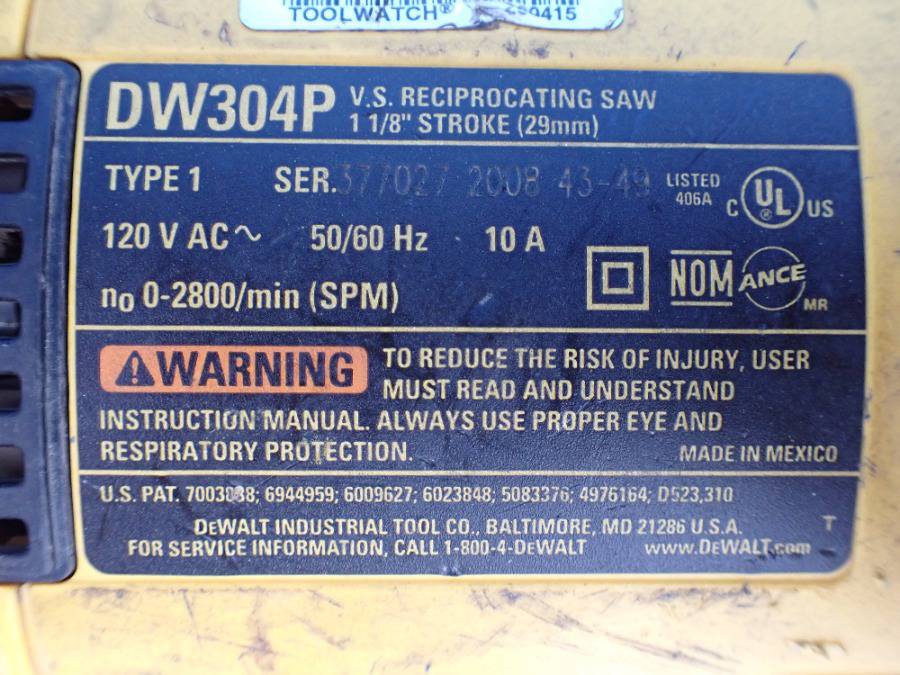 TOOLWATCH®
DW304P V.S. RECIPROCATING SAW
1 1/8" STROKE (29mm)
TYPE 1 SER. 377027 2008 43-49 LISTED
406A C UL® US
120 V AC~ 50/60 Hz 10 A
n₀ 0-2800/min (SPM) NOM ANCE MR
WARNING TO REDUCE THE RISK OF INJURY, USER
MUST READ AND UNDERSTAND
INSTRUCTION MANUAL. ALWAYS USE PROPER EYE AND
RESPIRATORY PROTECTION. MADE IN MEXICO
U.S. PAT. 6944959; 6009627; 6023848; 5083376; 4976164; D523,310
DEWALT INDUSTRIAL TOOL CO., BALTIMORE, MD 21286 U.S.A. T
FOR SERVICE INFORMATION, CALL 1-800-4-DEWALT www.DEWALT.com